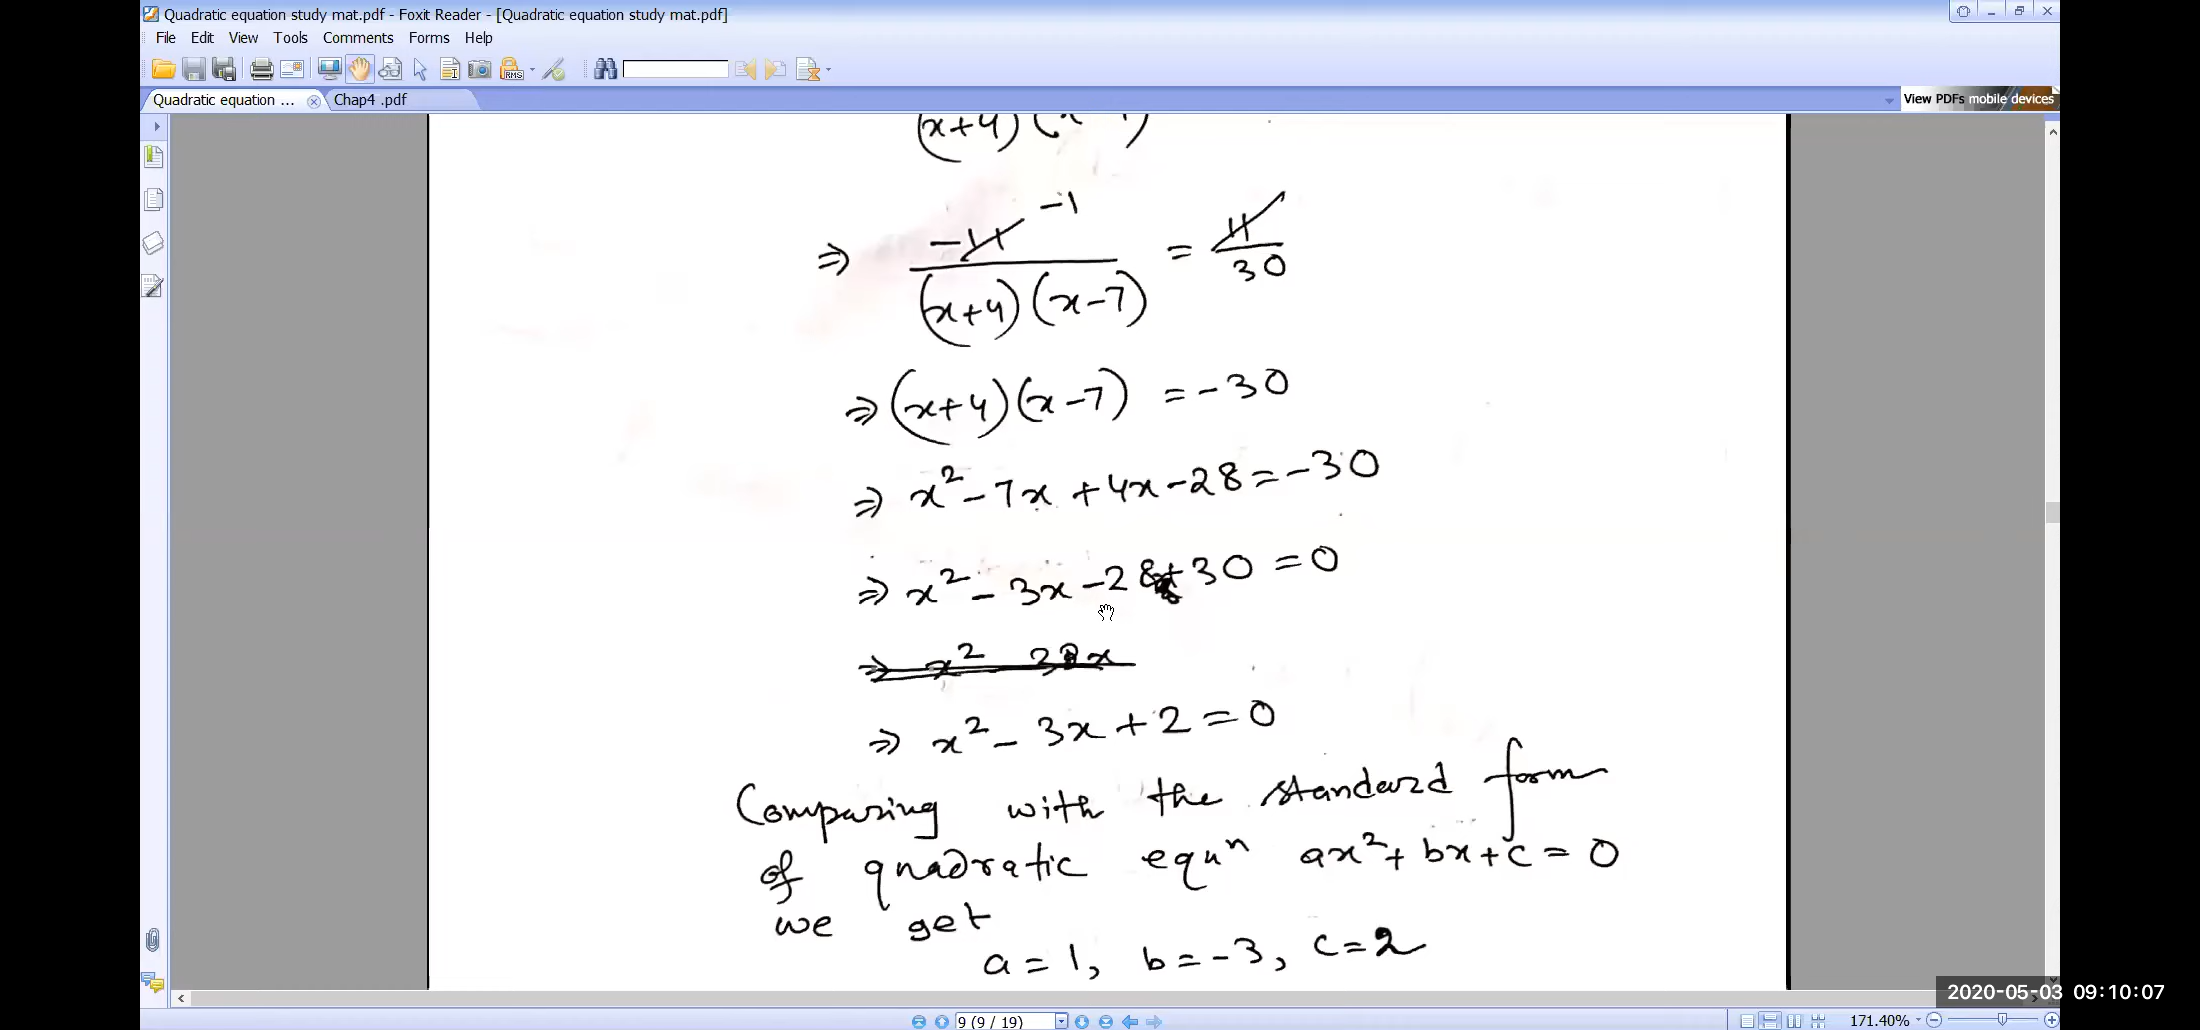 Quadratic equation study mat.pdf - Foxit Reader - [Quadratic equation study mat.pdf]
File Edit View Tools Comments Forms Help
RMS
Quadratic equation ... Chap4 .pdf View PDFs mobile devices
(x+4)(x-7)
⇒ -11 -1 / (x+4)(x-7) = 11/30
⇒ (x+4)(x-7) = -30
⇒ x² - 7x + 4x - 28 = -30
⇒ x² - 3x - 28 + 30 = 0
⇒ x² - 3x + 2 = 0
Comparing with the standard form
of quadratic equⁿ ax² + bx + c = 0
we get
a = 1, b = -3, c = 2
2020-05-03 09:10:07
9 (9 / 19) 171.40%